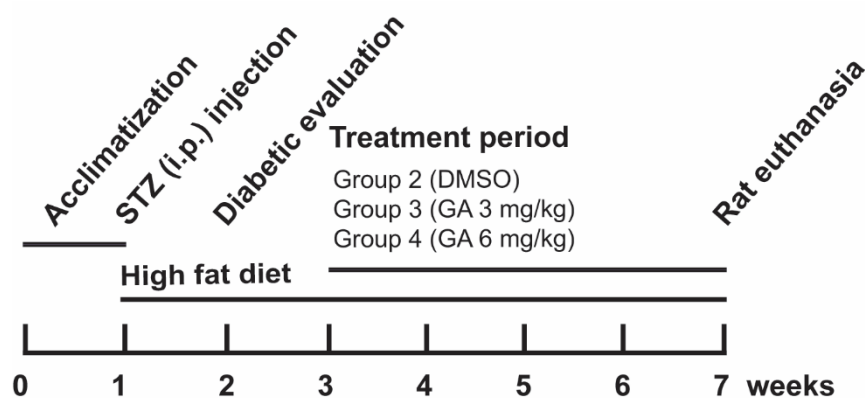 Acclimatization
STZ (i.p.) injection
Diabetic evaluation
Rat euthanasia
Treatment period
Group 2 (DMSO)
Group 3 (GA 3 mg/kg)
Group 4 (GA 6 mg/kg)
High fat diet
0 1 2 3 4 5 6 7 weeks